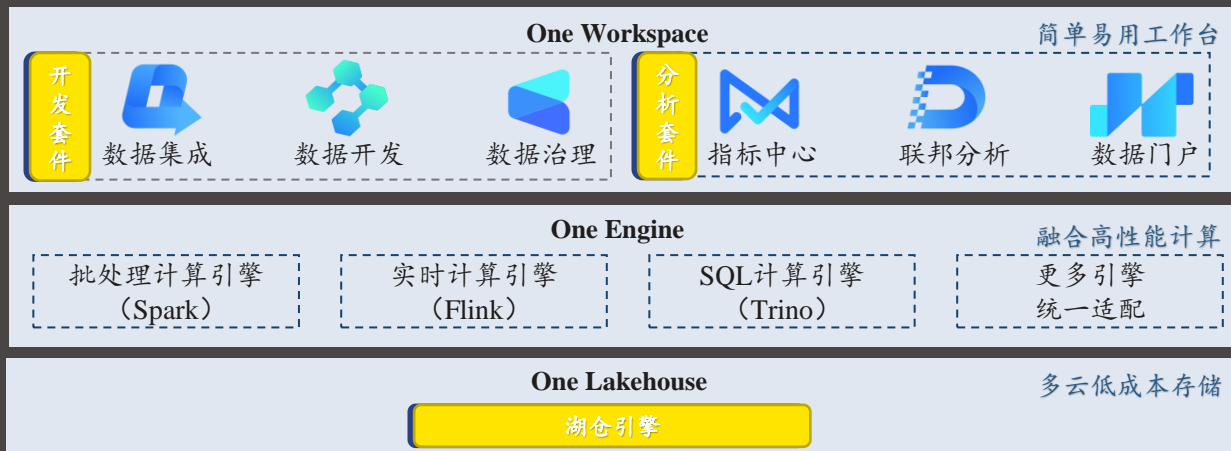 One Workspace
简单易用工作台
开发套件
数据集成
数据开发
数据治理
分析套件
指标中心
联邦分析
数据门户
One Engine
融合高性能计算
批处理计算引擎
（Spark）
实时计算引擎
（Flink）
SQL计算引擎
（Trino）
更多引擎
统一适配
One Lakehouse
多云低成本存储
湖仓引擎